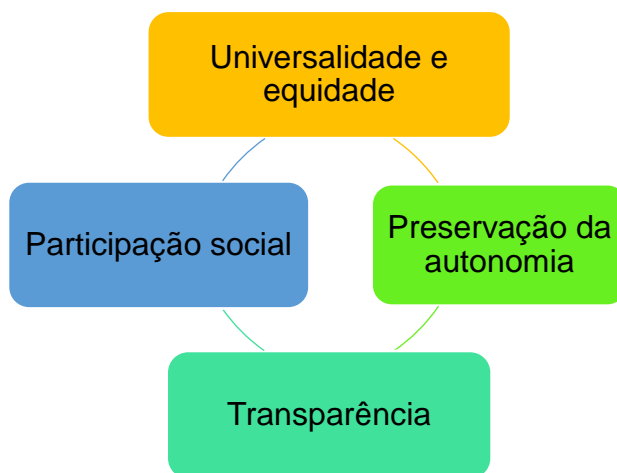 Universalidade e
equidade
Participação social
Preservação da
autonomia
Transparência